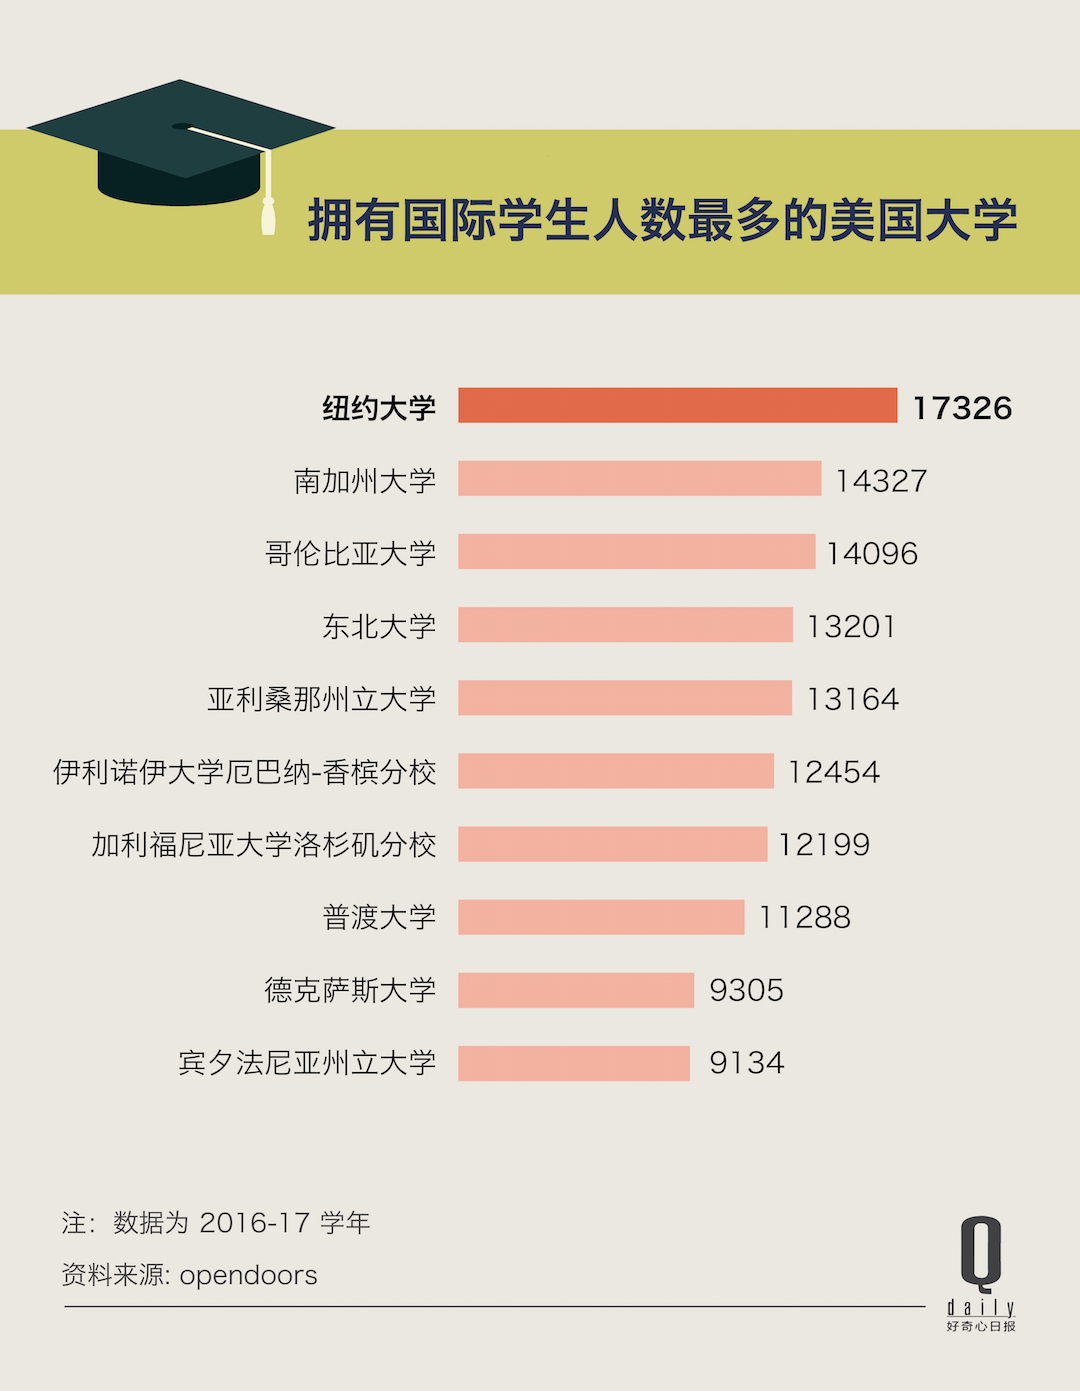 拥有国际学生人数最多的美国大学
纽约大学 17326
南加州大学 14327
哥伦比亚大学 14096
东北大学 13201
亚利桑那州立大学 13164
伊利诺伊大学厄巴纳-香槟分校 12454
加利福尼亚大学洛杉矶分校 12199
普渡大学 11288
德克萨斯大学 9305
宾夕法尼亚州立大学 9134
注：数据为 2016-17 学年
资料来源: opendoors
Q
daily
好奇心日报